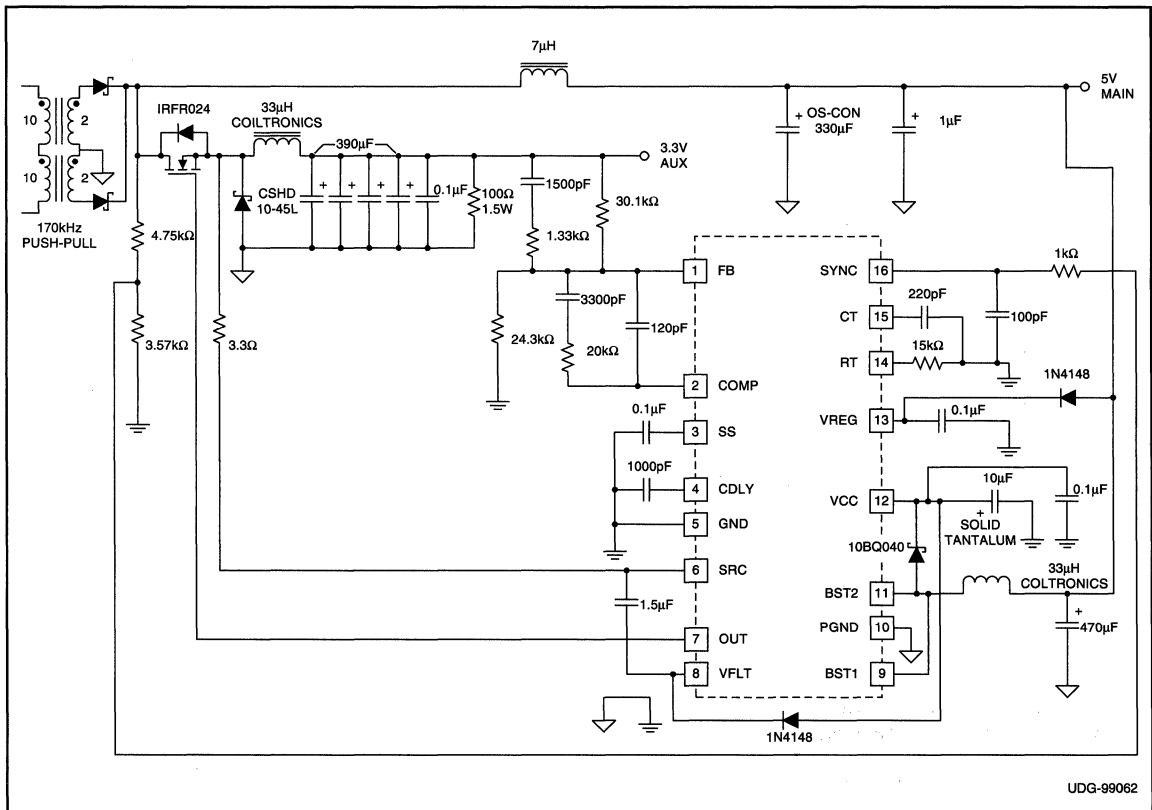 7µH
5V
MAIN
10
2
10
2
170kHz
PUSH-PULL
IRFR024
33µH
COILTRONICS
390µF
3.3V
AUX
+
OS-CON
330µF
+
1µF
CSHD
10-45L
+
+
+
+
+
0.1µF
100Ω
1.5W
1500pF
30.1kΩ
1.33kΩ
4.75kΩ
3.57kΩ
3.3Ω
24.3kΩ
3300pF
20kΩ
120pF
1 FB
2 COMP
0.1µF
3 SS
1000pF
4 CDLY
5 GND
6 SRC
1.5µF
7 OUT
8 VFLT
SYNC 16
1kΩ
220pF
CT 15
100pF
15kΩ
RT 14
1N4148
VREG 13
0.1µF
VCC 12
10µF
+
SOLID
TANTALUM
0.1µF
10BQ040
33µH
COLTRONICS
BST2 11
PGND 10
BST1 9
+
470µF
1N4148
UDG-99062